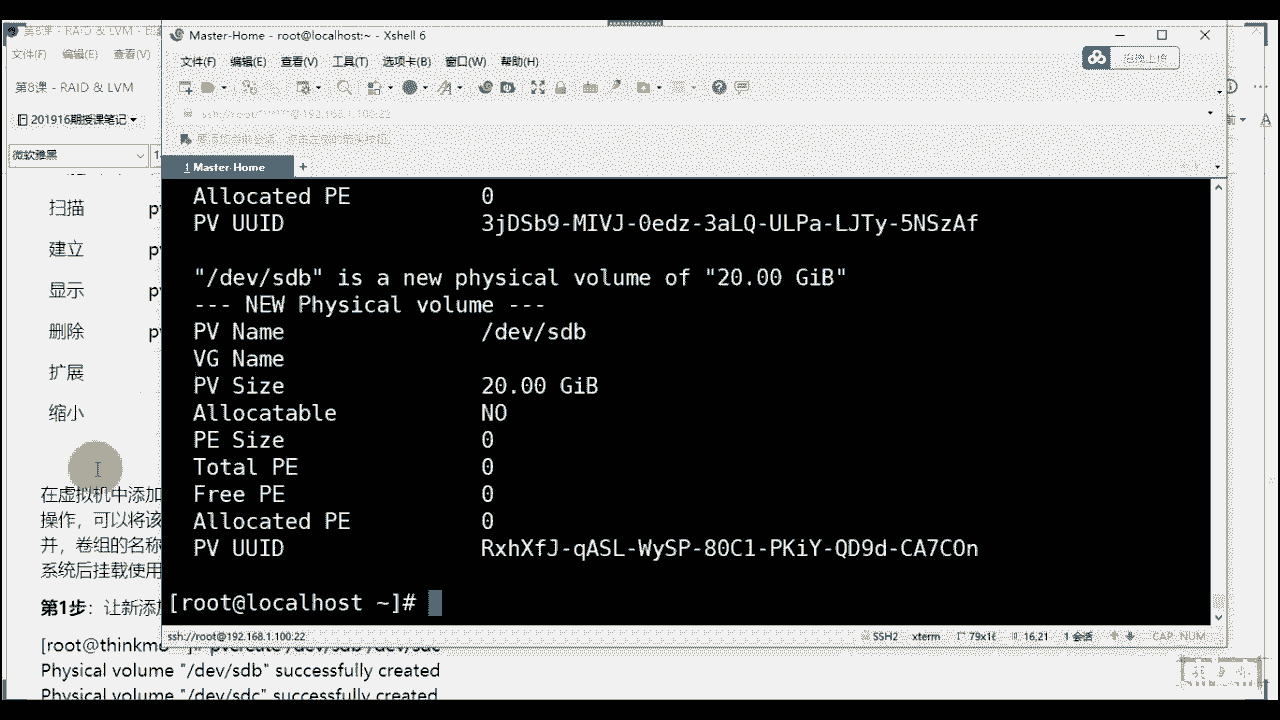 第8课 - RAID & LVM
Master-Home - root@localhost:~ - Xshell 6
文件(F) 编辑(E) 查看(V)
文件(F) 编辑(E) 查看(V) 工具(T) 选项卡(B) 窗口(W) 帮助(H)
拖拽上传
第8课 - RAID & LVM
ssh://root:*****@192.168.1.100:22
201916期授课笔记
微软雅黑
1 Master-Home
扫描
建立
显示
删除
扩展
缩小
Allocated PE 0
PV UUID 3jDSb9-MIVJ-0edz-3aLQ-ULPa-LJTy-5NSzAf
"/dev/sdb" is a new physical volume of "20.00 GiB"
--- NEW Physical volume ---
PV Name /dev/sdb
VG Name
PV Size 20.00 GiB
Allocatable NO
PE Size 0
Total PE 0
Free PE 0
Allocated PE 0
PV UUID RxhXfJ-qASL-WySP-80C1-PKiY-QD9d-CA7COn
[root@localhost ~]#
在虚拟机中添加
操作，可以将该
并，卷组的名称
系统后挂载使用
第1步：让新添加
ssh://root@192.168.1.100:22 SSH2 xterm 79x16 16,21 1 会话 CAP NUM
pvcreate /dev/sdb /dev/sdc
Physical volume "/dev/sdb" successfully created
Physical volume "/dev/sdc" successfully created